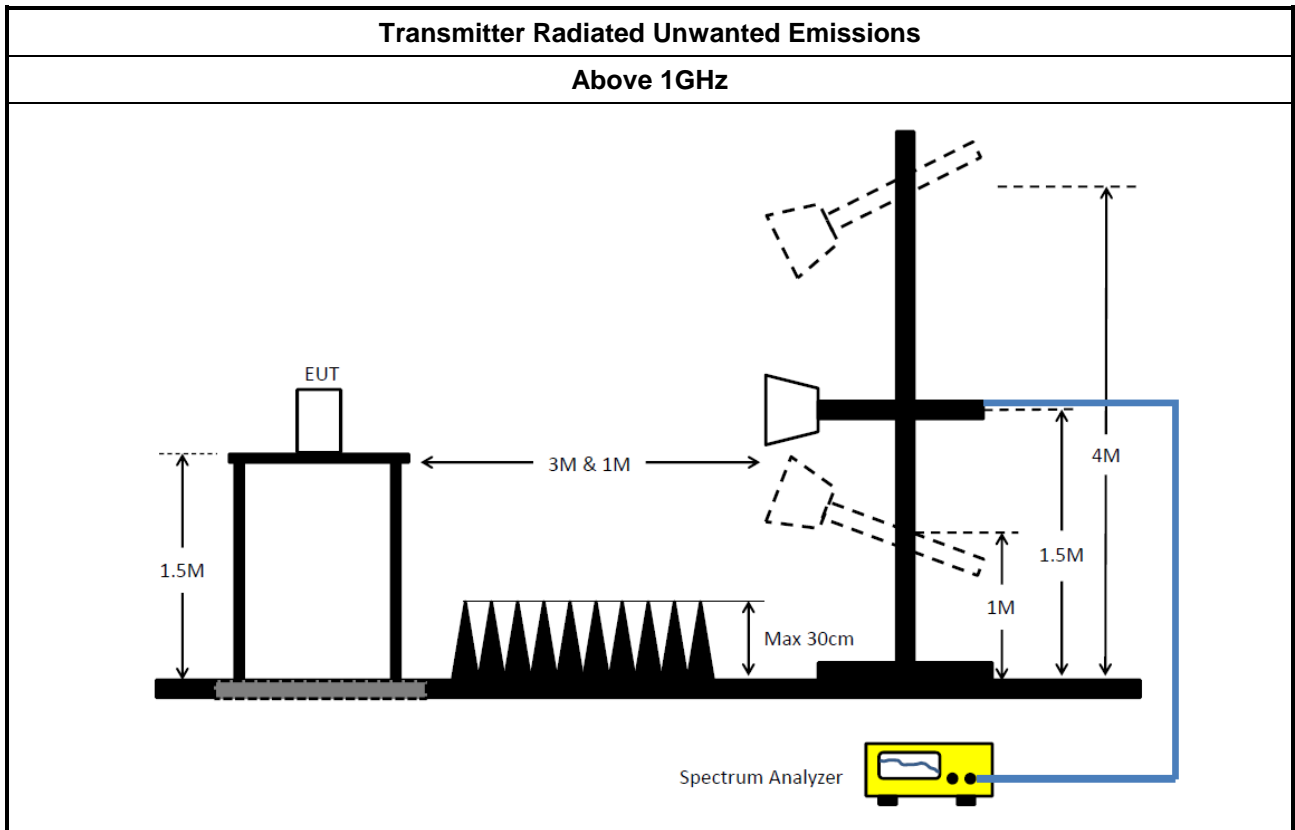 Transmitter Radiated Unwanted Emissions
Above 1GHz
EUT
3M & 1M
4M
1.5M
1.5M
1M
Max 30cm
Spectrum Analyzer